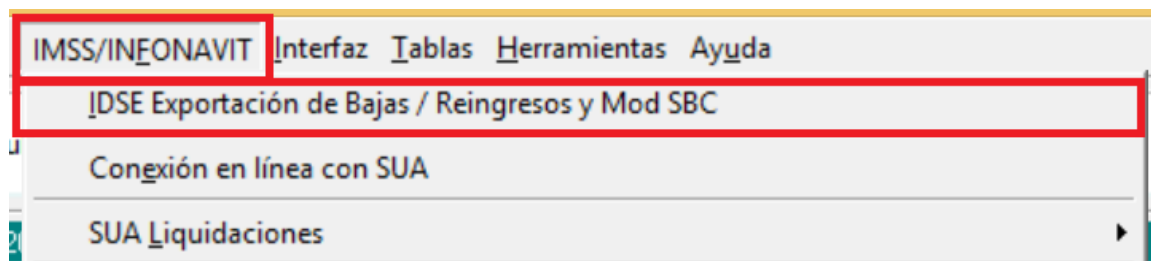 IMSS/INFONAVIT Interfaz Tablas Herramientas Ayuda
IDSE Exportación de Bajas / Reingresos y Mod SBC
Conexión en línea con SUA
SUA Liquidaciones